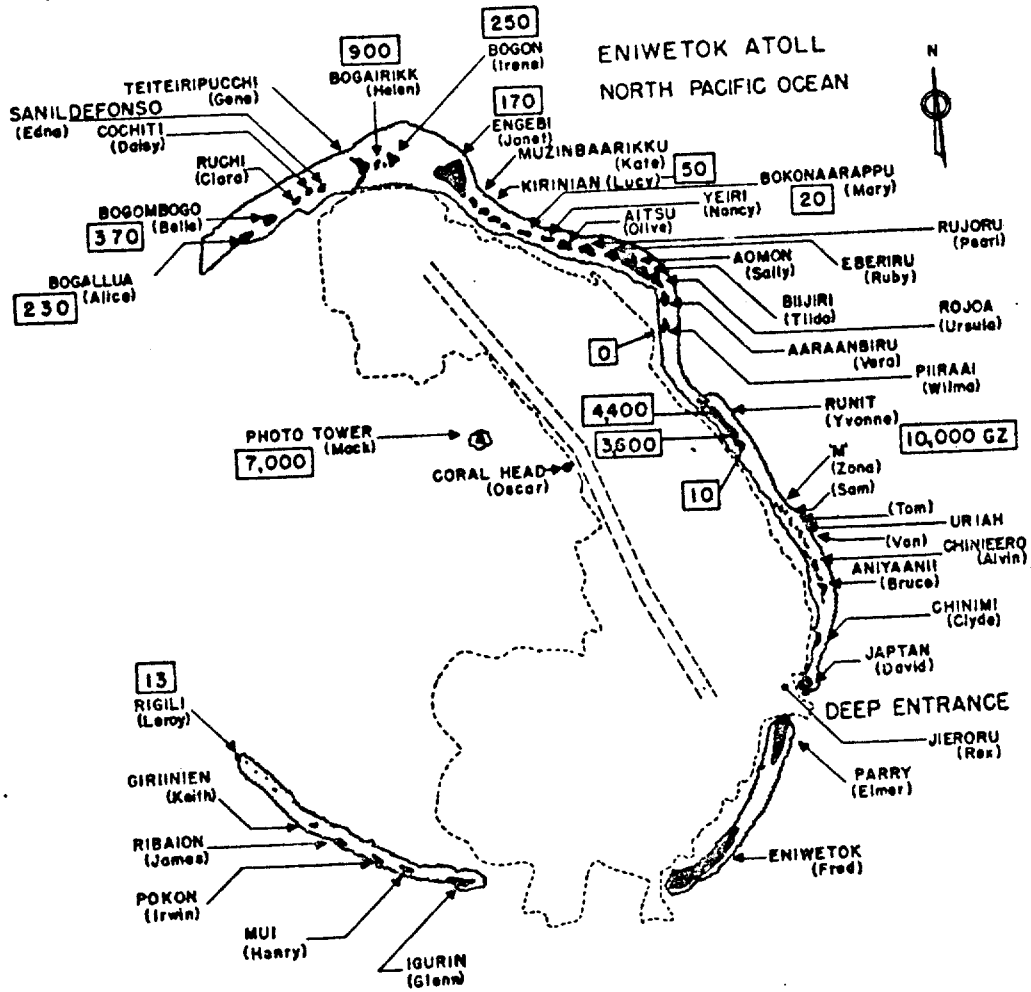 ENIWETOK ATOLL
NORTH PACIFIC OCEAN
N
250
BOGON
(Irene)
900
BOGAIRIKK
(Helen)
TEITEIRIPUCCHI
(Gene)
SANILDEFONSO
(Edna)
COCHITI
(Daisy)
RUCHI
(Clara)
BOGOMBOGO
(Belle)
370
BOGALLUA
(Alice)
230
170
ENGEBI
(Janet)
MUZINBAARIKKU
(Kate)
KIRINIAN (Lucy)
50
BOKONAARAPPU
(Mary)
20
YEIRI
(Nancy)
AITSU
(Olive)
RUJORU
(Pearl)
EBERIRU
(Ruby)
AOMON
(Sally)
BIIJIRI
(Tilda)
ROJOA
(Ursula)
AARAANBIRU
(Vera)
PIIRAAI
(Wilma)
0
4,400
3,600
10
RUNIT
(Yvonne)
10,000 GZ
"M"
(Zona)
(Sam)
(Tom)
URIAH
(Van)
CHINIEERO
(Alvin)
ANIYAANII
(Bruce)
CHINIMI
(Clyde)
JAPTAN
(David)
DEEP ENTRANCE
JIERORU
(Rex)
PARRY
(Elmer)
ENIWETOK
(Fred)
PHOTO TOWER
(Mack)
7,000
CORAL HEAD
(Oscar)
13
RIGILI
(Leroy)
GIRIINIEN
(Keith)
RIBAION
(James)
POKON
(Irwin)
MUI
(Henry)
IGURIN
(Glenn)